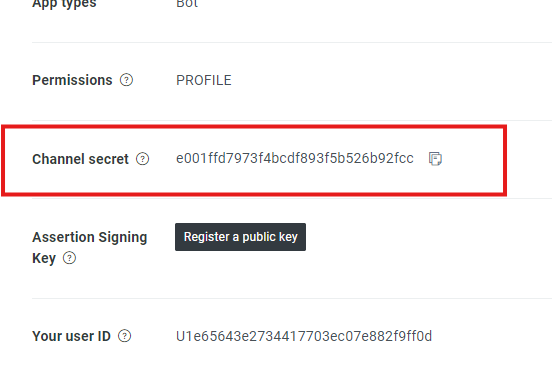 App types Bot
Permissions ? PROFILE
Channel secret ? e001ffd7973f4bcdf893f5b526b92fcc
Assertion Signing
Key ? Register a public key
Your user ID ? U1e65643e2734417703ec07e882f9ff0d